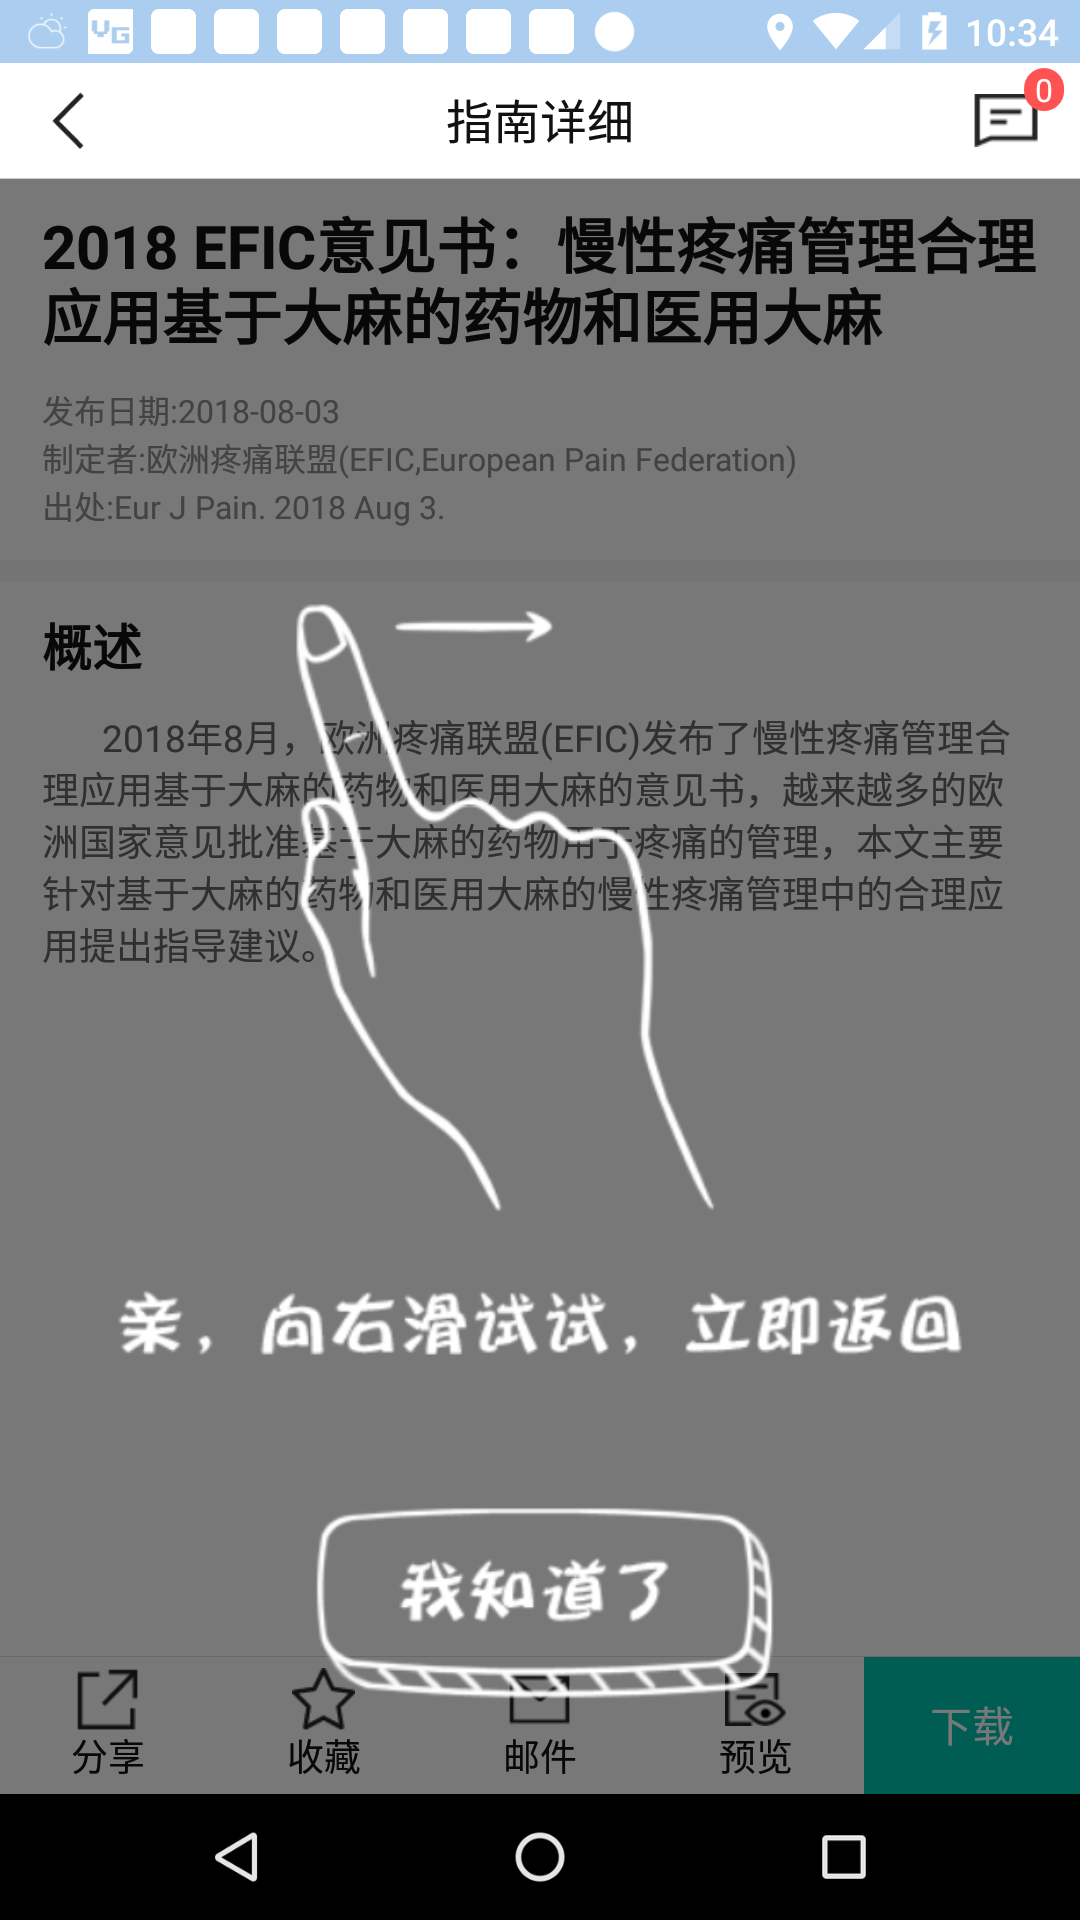 VG
10:34
指南详细
0
2018 EFIC意见书：慢性疼痛管理合理
应用基于大麻的药物和医用大麻
发布日期:2018-08-03
制定者:欧洲疼痛联盟(EFIC,European Pain Federation)
出处:Eur J Pain. 2018 Aug 3.
概述
2018年8月，欧洲疼痛联盟(EFIC)发布了慢性疼痛管理合
理应用基于大麻的药物和医用大麻的意见书，越来越多的欧
洲国家意见批准基于大麻的药物用于疼痛的管理，本文主要
针对基于大麻的药物和医用大麻的慢性疼痛管理中的合理应
用提出指导建议。
亲，向右滑试试，立即返回
我知道了
分享
收藏
邮件
预览
下载